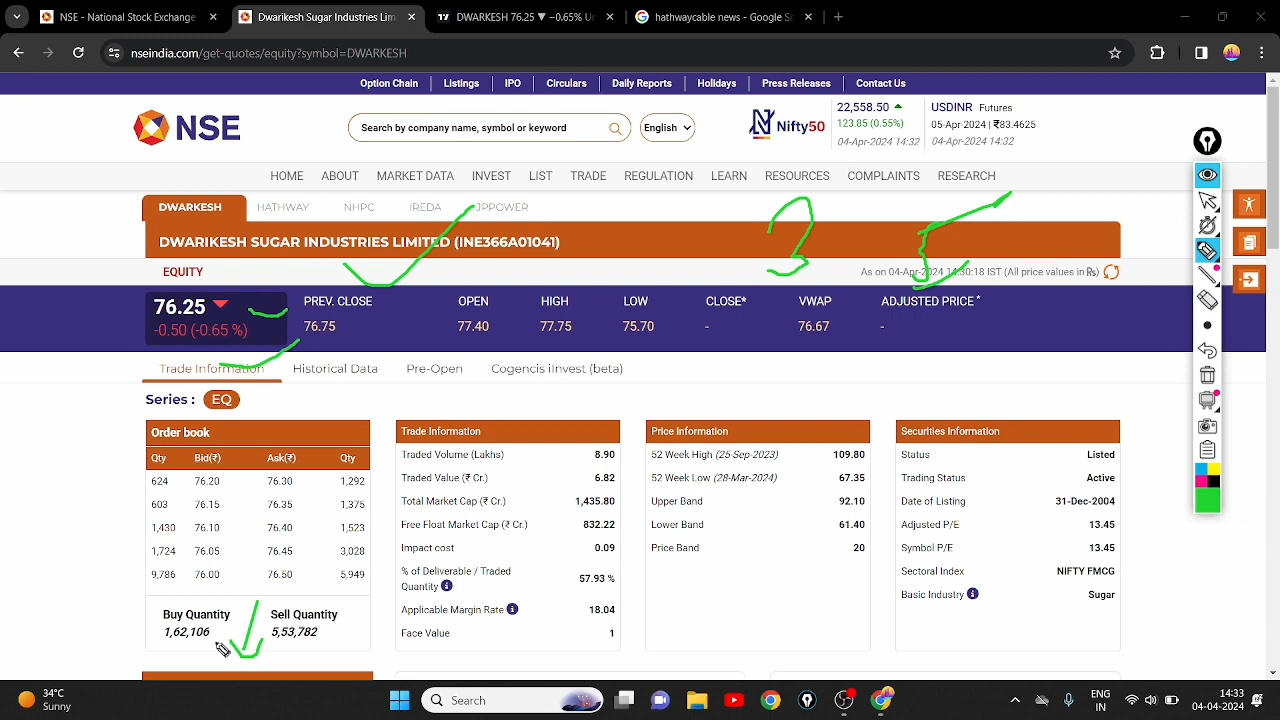 NSE - National Stock Exchange
Dwarikesh Sugar Industries Lim
DWARKESH 76.25 ▼ −0.65% Ur
hathwaycable news - Google Se
nseindia.com/get-quotes/equity?symbol=DWARKESH
Option Chain Listings IPO Circulars Daily Reports Holidays Press Releases Contact Us
NSE
Search by company name, symbol or keyword
English
Nifty50
22,558.50
123.85 (0.55%)
04-Apr-2024 14:32
USDINR Futures
05-Apr-2024 | ₹83.4625
04-Apr-2024 14:32
HOME ABOUT MARKET DATA INVEST LIST TRADE REGULATION LEARN RESOURCES COMPLAINTS RESEARCH
DWARKESH HATHWAY NHPC IREDA JPPOWER
DWARIKESH SUGAR INDUSTRIES LIMITED (INE366A01041)
2
EQUITY
As on 04-Apr-2024 14:30:18 IST (All price values in ₹)
76.25 ▼
-0.50 (-0.65 %)
PREV. CLOSE OPEN HIGH LOW CLOSE* VWAP ADJUSTED PRICE^
76.75 77.40 77.75 75.70 - 76.67 -
Trade Information Historical Data Pre-Open Cogencis iInvest (beta)
Series : EQ
Order book
Qty Bid(₹) Ask(₹) Qty
624 76.20 76.30 1,292
603 76.15 76.35 1,375
1,430 76.10 76.40 1,523
1,724 76.05 76.45 3,028
9,786 76.00 76.50 5,949
Buy Quantity Sell Quantity
1,62,106 5,53,782
Trade Information
Traded Volume (Lakhs) 8.90
Traded Value (₹ Cr.) 6.82
Total Market Cap (₹ Cr.) 1,435.80
Free Float Market Cap (₹ Cr.) 832.22
Impact cost 0.09
% of Deliverable / Traded
Quantity 57.93 %
Applicable Margin Rate 18.04
Face Value 1
Price Information
52 Week High (25-Sep-2023) 109.80
52 Week Low (28-Mar-2024) 67.35
Upper Band 92.10
Lower Band 61.40
Price Band 20
Securities Information
Status Listed
Trading Status Active
Date of Listing 31-Dec-2004
Adjusted P/E 13.45
Symbol P/E 13.45
Sectoral Index NIFTY FMCG
Basic Industry Sugar
34°C
Sunny
Search
ENG
IN
14:33
04-04-2024